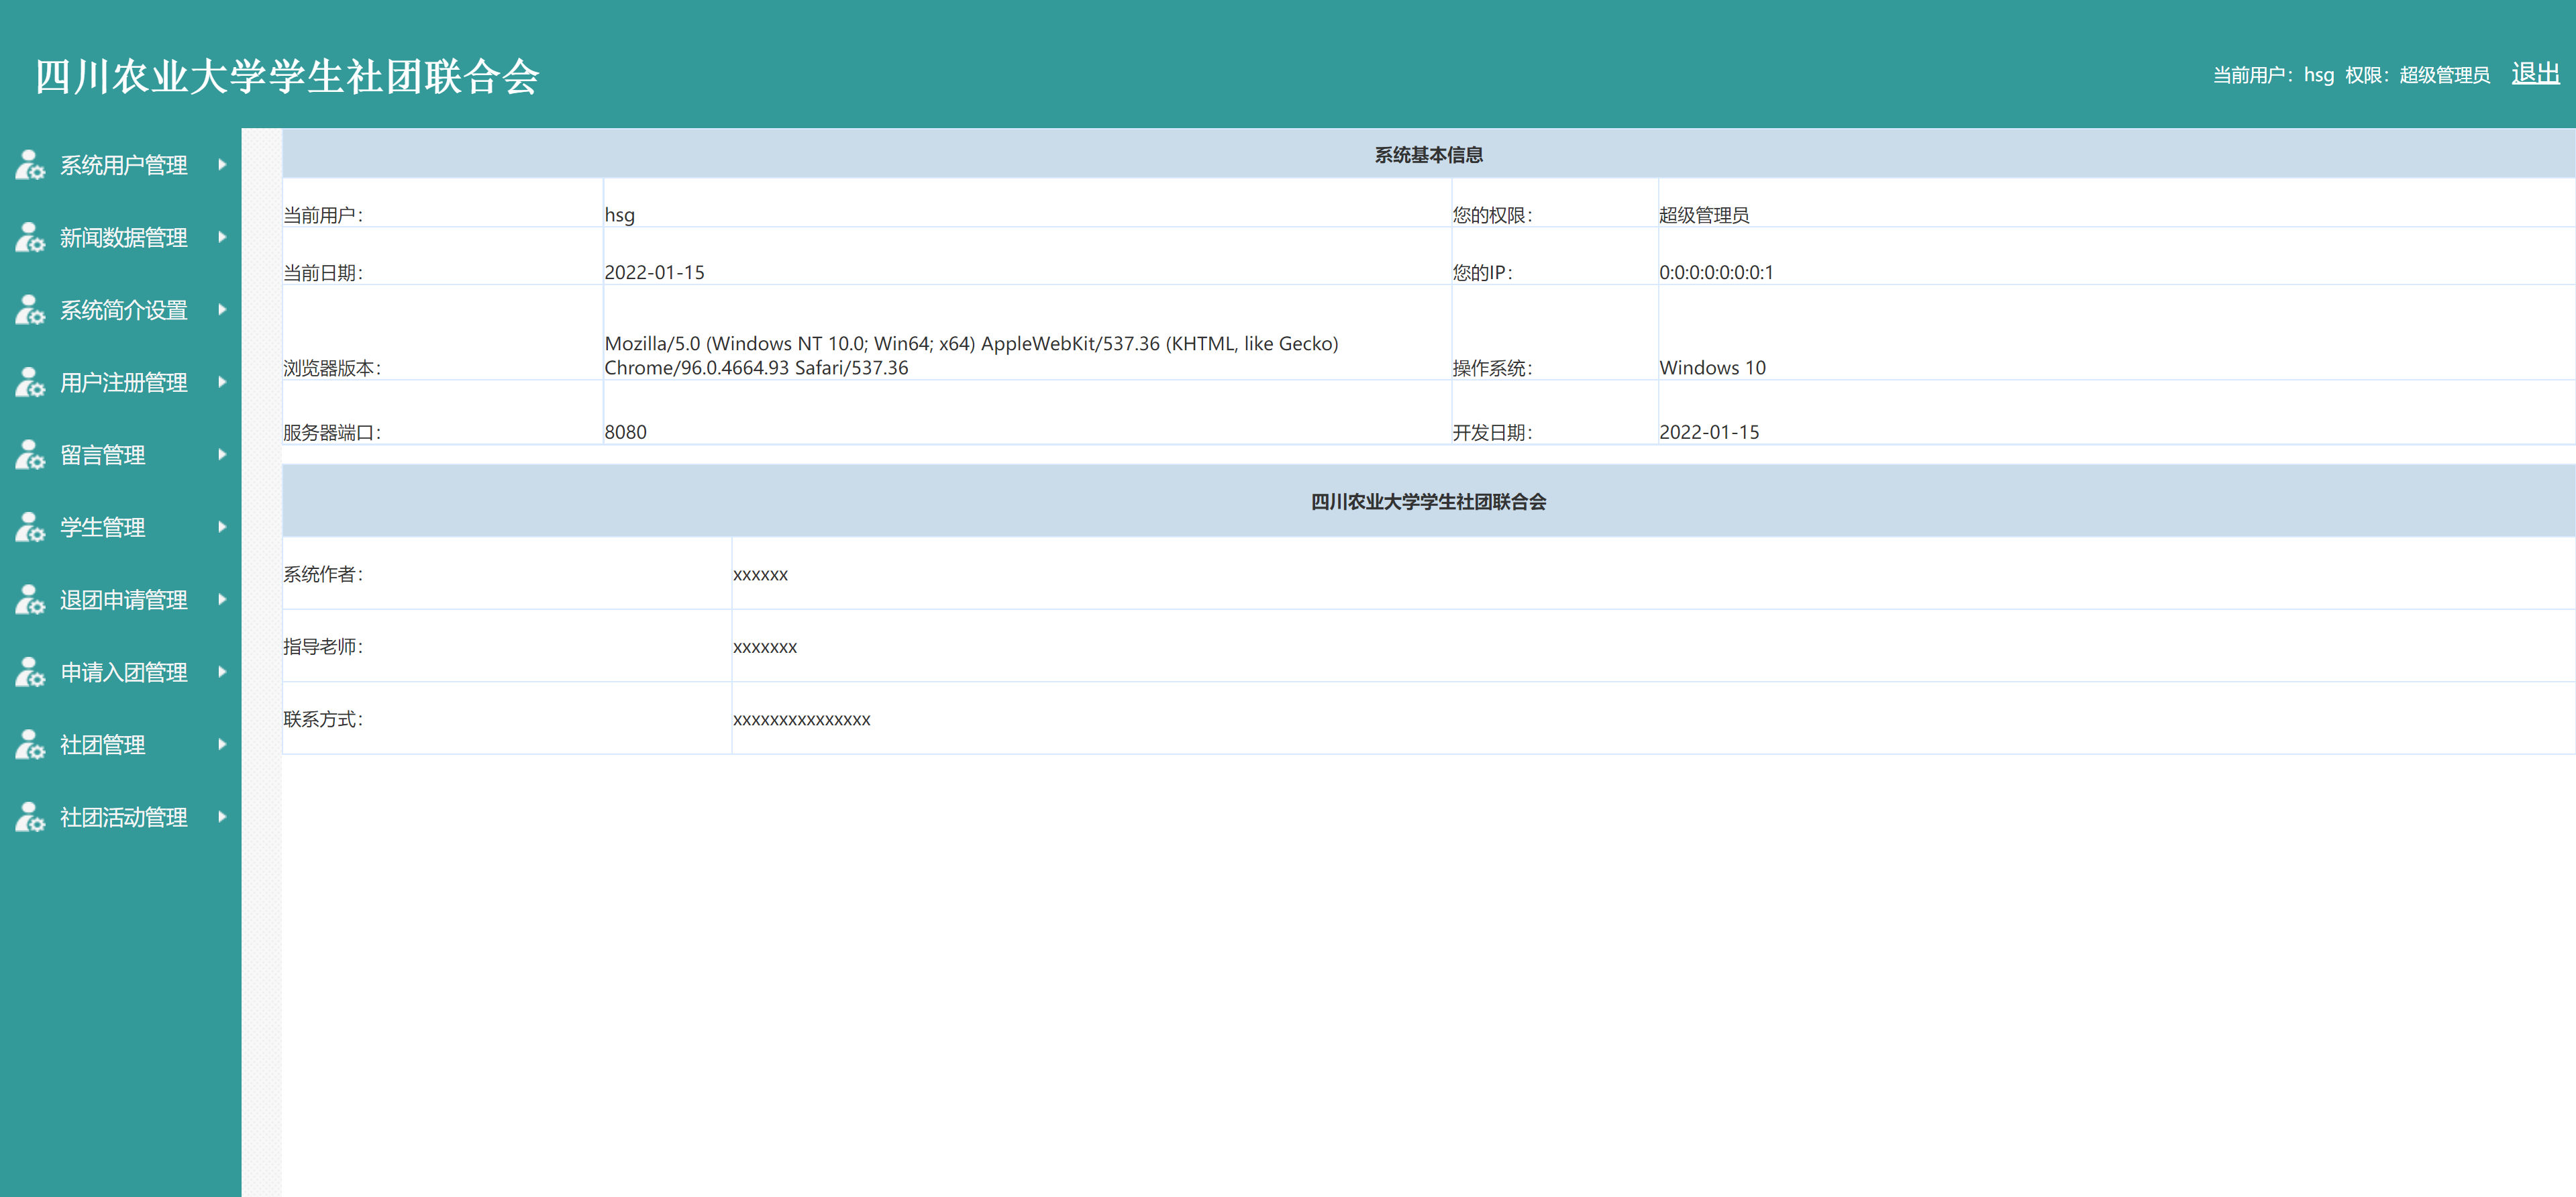 四川农业大学学生社团联合会
当前用户：hsg 权限：超级管理员 退出
系统用户管理
新闻数据管理
系统简介设置
用户注册管理
留言管理
学生管理
退团申请管理
申请入团管理
社团管理
社团活动管理
系统基本信息
当前用户： hsg 您的权限： 超级管理员
当前日期： 2022-01-15 您的IP： 0:0:0:0:0:0:0:1
浏览器版本： Mozilla/5.0 (Windows NT 10.0; Win64; x64) AppleWebKit/537.36 (KHTML, like Gecko)
Chrome/96.0.4664.93 Safari/537.36 操作系统： Windows 10
服务器端口： 8080 开发日期： 2022-01-15
四川农业大学学生社团联合会
系统作者： xxxxxx
指导老师： xxxxxxx
联系方式： xxxxxxxxxxxxxxx